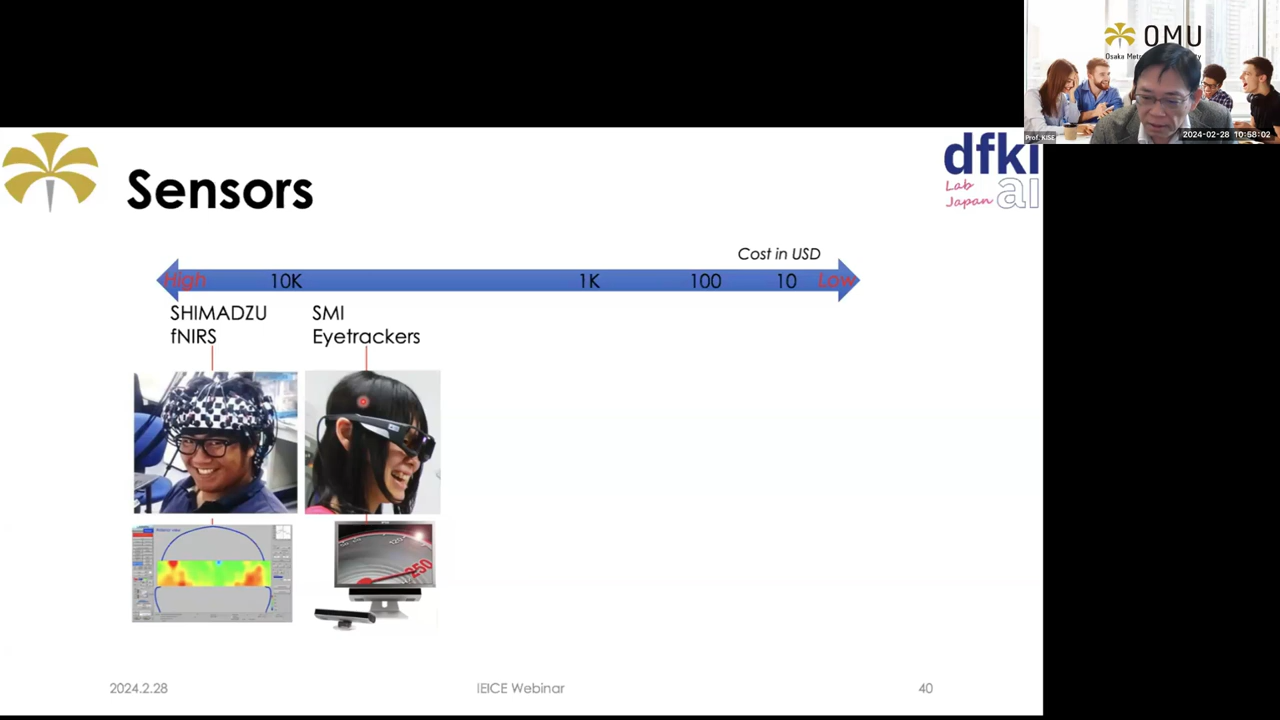 OMU
Prof. KISE
2024-02-28 10:58:02
dfki
Lab
Japan
ai
Sensors
Cost in USD
High 10K 1K 100 10 Low
SHIMADZU
fNIRS
SMI
Eyetrackers
120
250
2024.2.28
IEICE Webinar
40